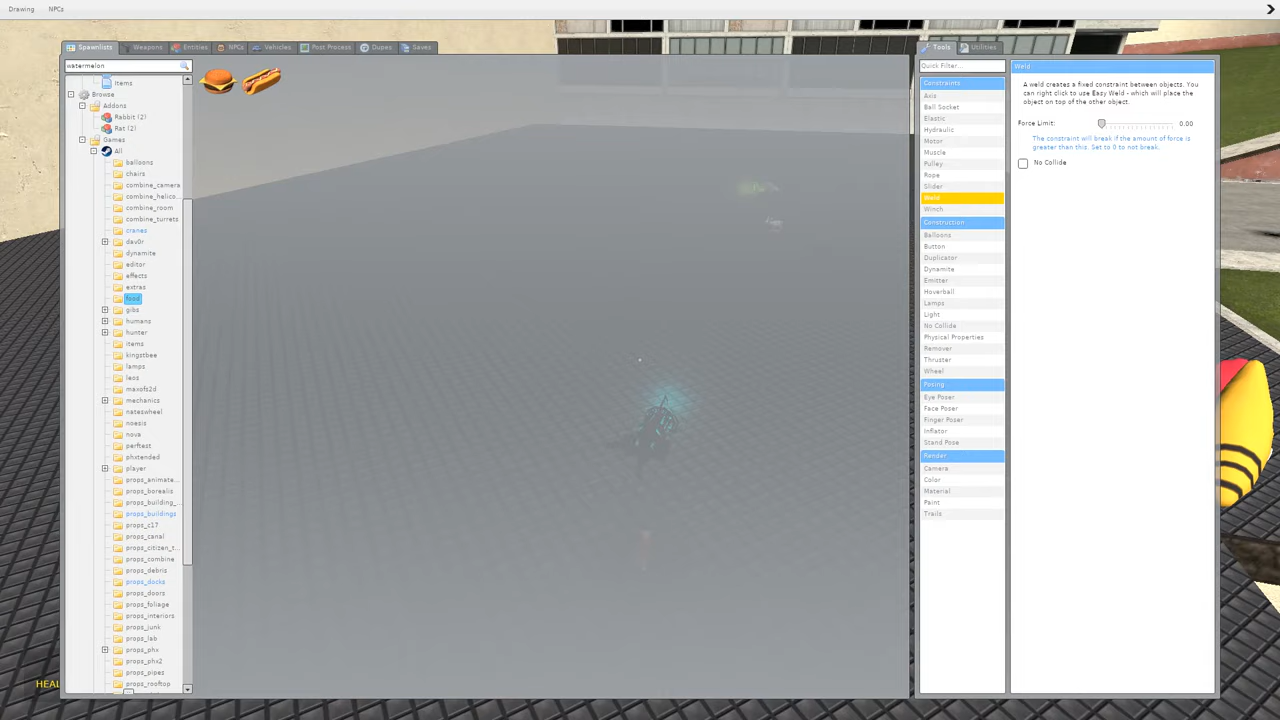 Drawing NPCs
Spawnlists Weapons Entities NPCs Vehicles Post Process Dupes Saves
watermelon
Items
Browse
Addons
Rabbit (2)
Rat (2)
Games
All
balloons
chairs
combine_camera
combine_helico...
combine_room
combine_turrets
cranes
dav0r
dynamite
editor
effects
extras
food
gibs
humans
hunter
items
kingstbee
lamps
leos
maxofs2d
mechanics
nateswheel
noesis
nova
perftest
phxtended
player
props_animate...
props_borealis
props_building_...
props_buildings
props_c17
props_canal
props_citizen_t...
props_combine
props_debris
props_docks
props_doors
props_foliage
props_interiors
props_junk
props_lab
props_phx
props_phx2
props_pipes
props_rooftop
HEAL
Tools Utilities
Quick Filter...
Constraints
Axis
Ball Socket
Elastic
Hydraulic
Motor
Muscle
Pulley
Rope
Slider
Weld
Winch
Construction
Balloons
Button
Duplicator
Dynamite
Emitter
Hoverball
Lamps
Light
No Collide
Physical Properties
Remover
Thruster
Wheel
Posing
Eye Poser
Face Poser
Finger Poser
Inflator
Stand Pose
Render
Camera
Color
Material
Paint
Trails
Weld
A weld creates a fixed constraint between objects. You
can right click to use Easy Weld - which will place the
object on top of the other object.
Force Limit: 0.00
The constraint will break if the amount of force is
greater than this. Set to 0 to not break.
No Collide